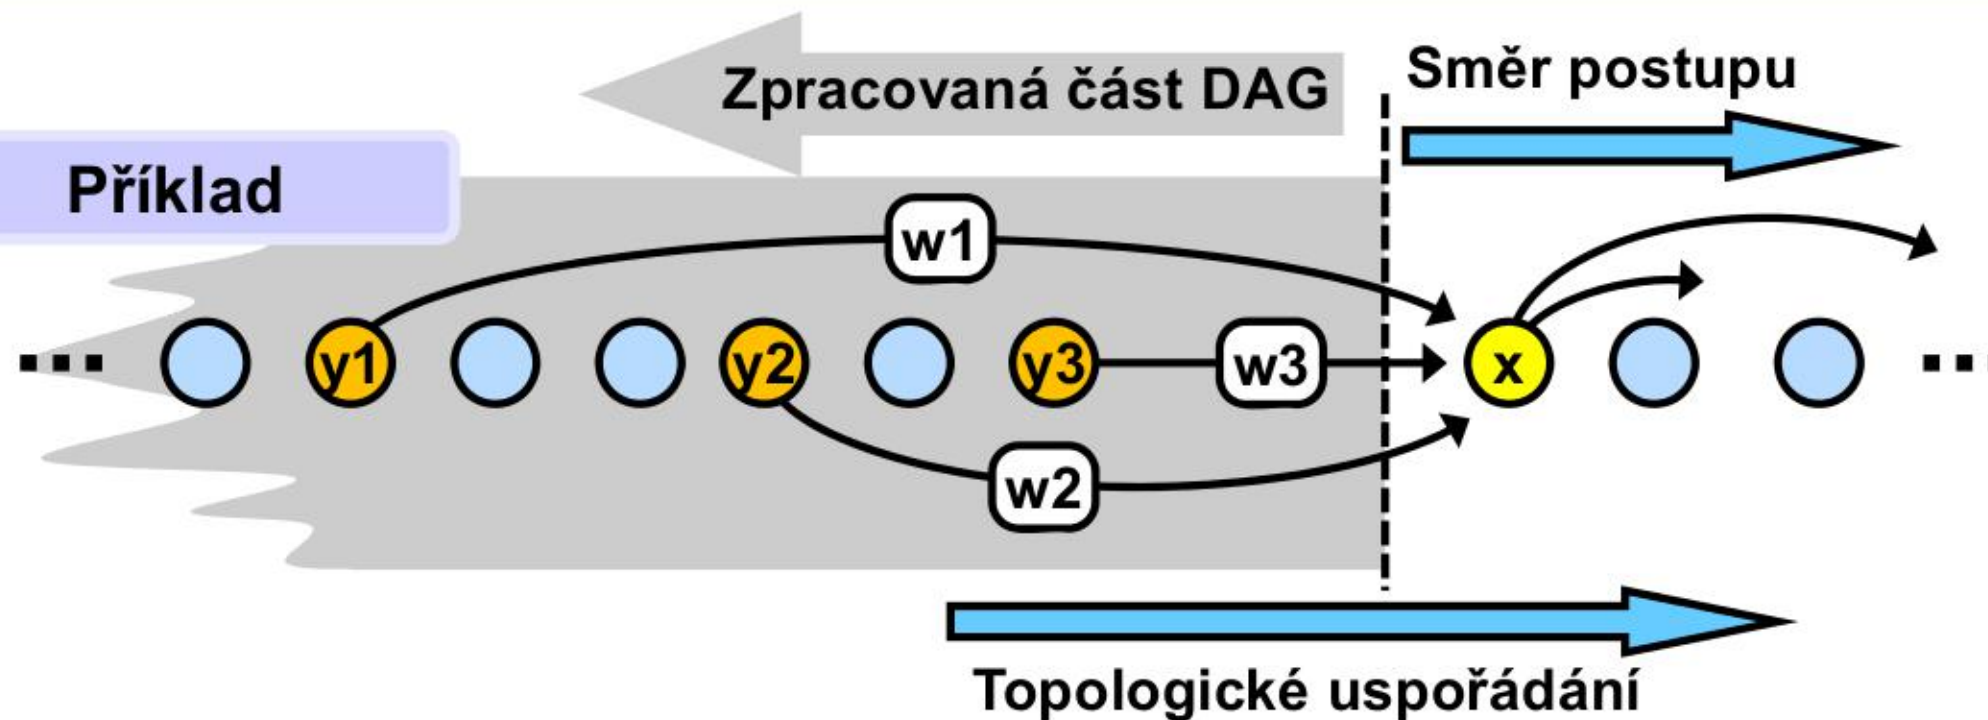 Zpracovaná část DAG
Směr postupu
Příklad
w1
y1
y2
y3
w3
x
w2
Topologické uspořádání